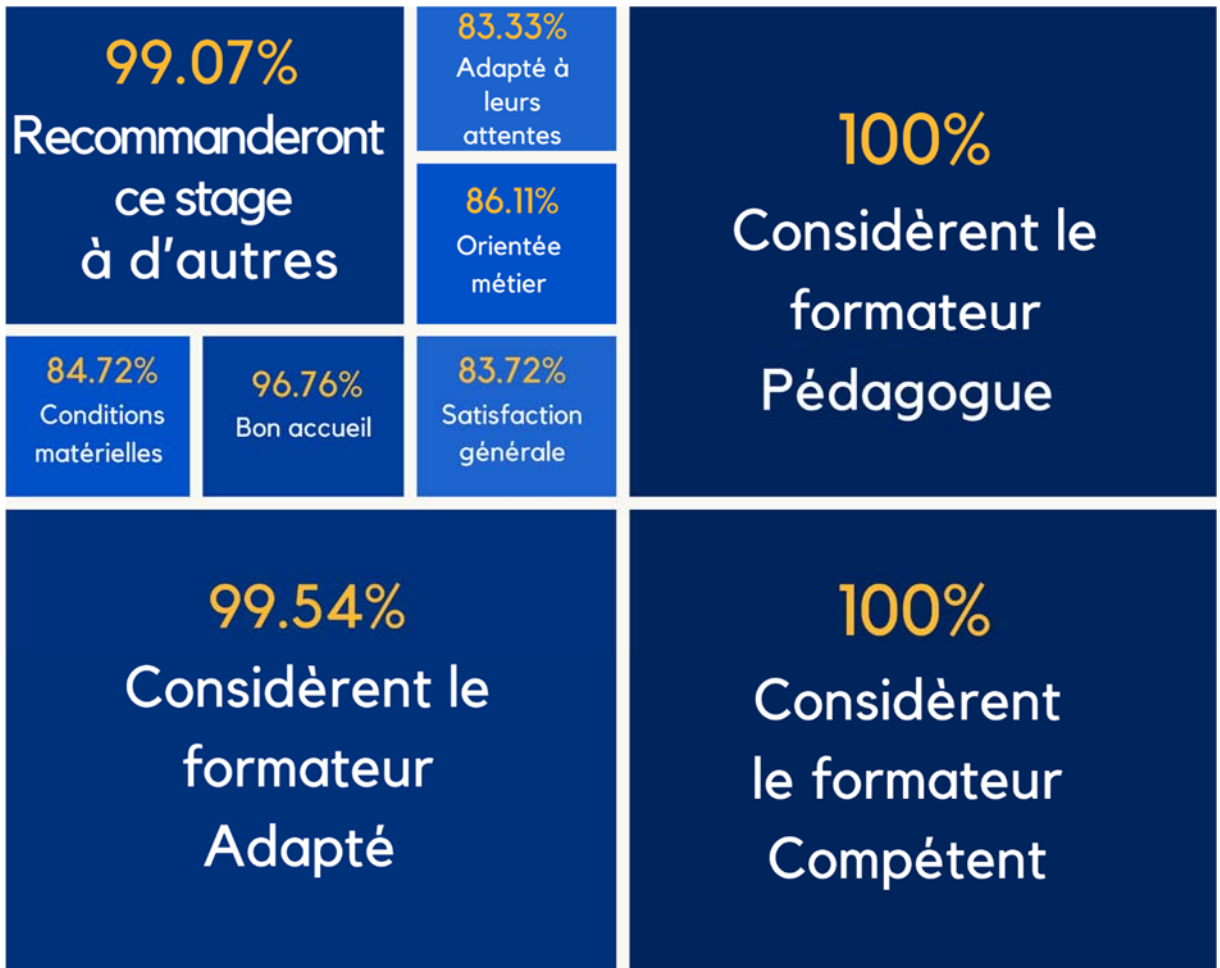 99.07%
Recommanderont
ce stage
à d'autres
83.33%
Adapté à
leurs
attentes
86.11%
Orientée
métier
84.72%
Conditions
matérielles
96.76%
Bon accueil
83.72%
Satisfaction
générale
100%
Considèrent le
formateur
Pédagogue
99.54%
Considèrent le
formateur
Adapté
100%
Considèrent
le formateur
Compétent